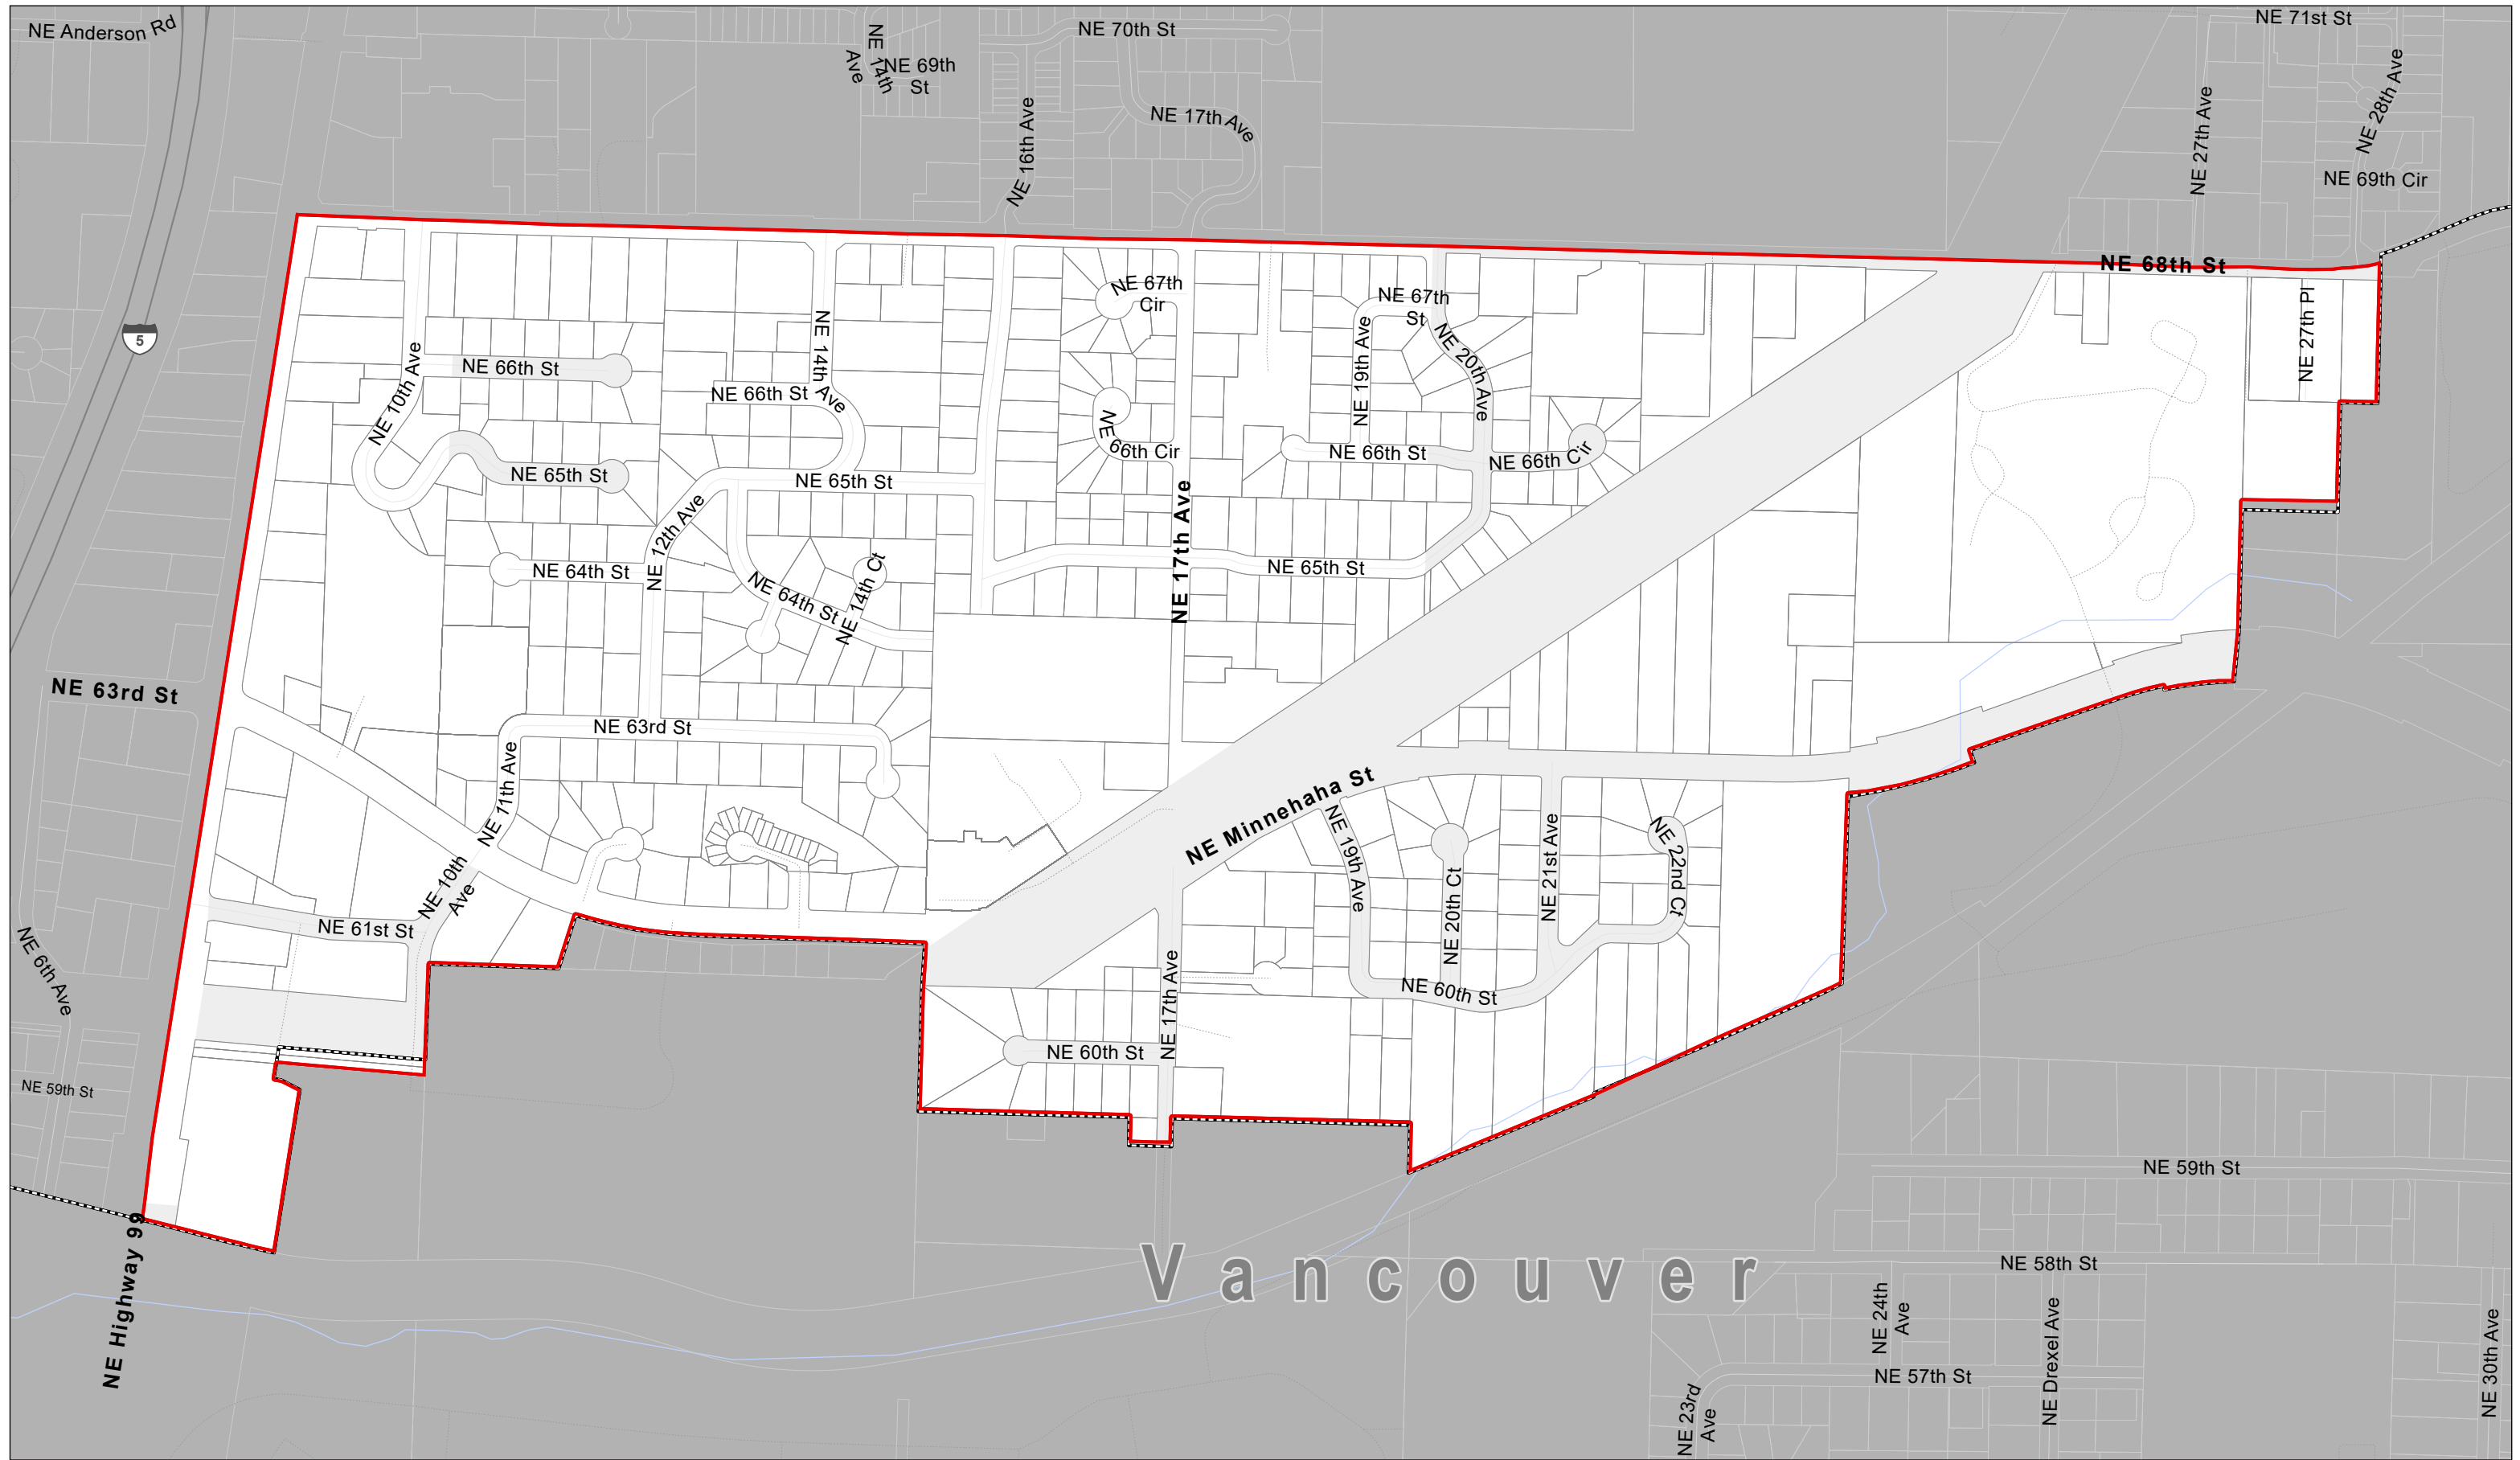 NE Anderson Rd
NE 14th
Ave
NE 69th
St
NE 70th St
NE 17th Ave
NE 16th Ave
NE 71st St
NE 27th Ave
NE 28th Ave
NE 69th Cir
NE 68th St
5
NE 10th Ave
NE 66th St
NE 65th St
NE 14th Ave
NE 66th St
NE 65th St
NE 12th Ave
NE 64th St
NE 64th St
NE 14th Ct
NE 67th
Cir
NE 66th Cir
NE 17th Ave
NE 67th
St
NE 19th Ave
NE 20th Ave
NE 66th St
NE 66th Cir
NE 65th St
NE 27th Pl
NE 63rd St
NE 63rd St
NE 11th Ave
NE 10th
Ave
NE 61st St
NE Minnehaha St
NE 19th Ave
NE 20th Ct
NE 21st Ave
NE 22nd Ct
NE 60th St
NE 17th Ave
NE 60th St
NE 6th Ave
NE 59th St
NE Highway 99
Vancouver
NE 59th St
NE 58th St
NE 24th
Ave
NE Drexel Ave
NE 57th St
NE 23rd
Ave
NE 30th Ave